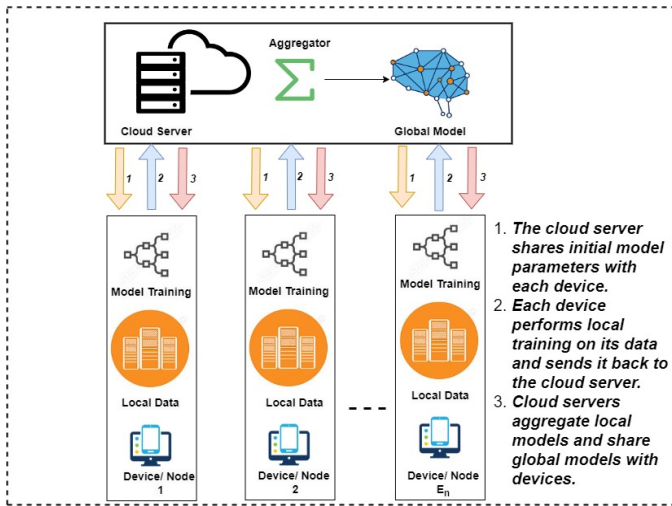 Aggregator
Cloud Server
Global Model
1 2 3
1 2 3
1 2 3
Model Training
Local Data
Device/ Node
1
Model Training
Local Data
Device/ Node
2
Model Training
Local Data
Device/ Node
En
1. The cloud server
shares initial model
parameters with
each device.
2. Each device
performs local
training on its data
and sends it back to
the cloud server.
3. Cloud servers
aggregate local
models and share
global models with
devices.